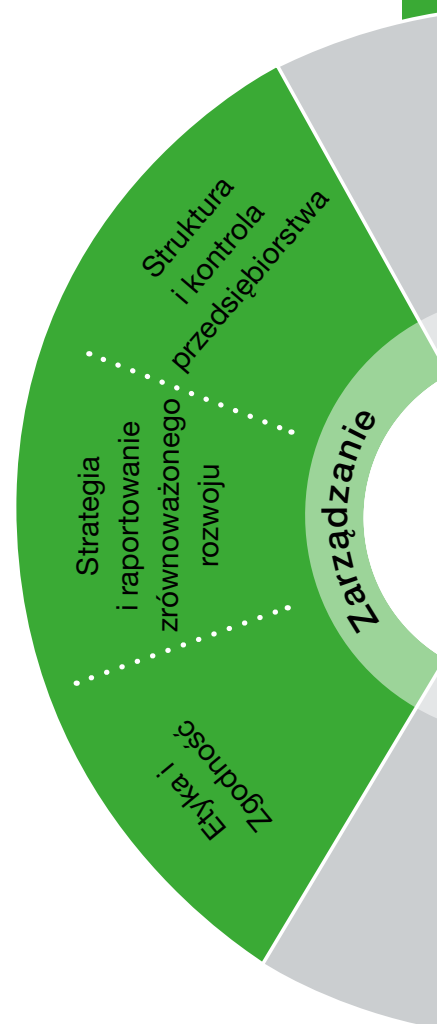 Struktura
i kontrola
przedsiębiorstwa
Strategia
i raportowanie
zrównoważonego
rozwoju
Etyka i
Zgodność
Zarządzanie